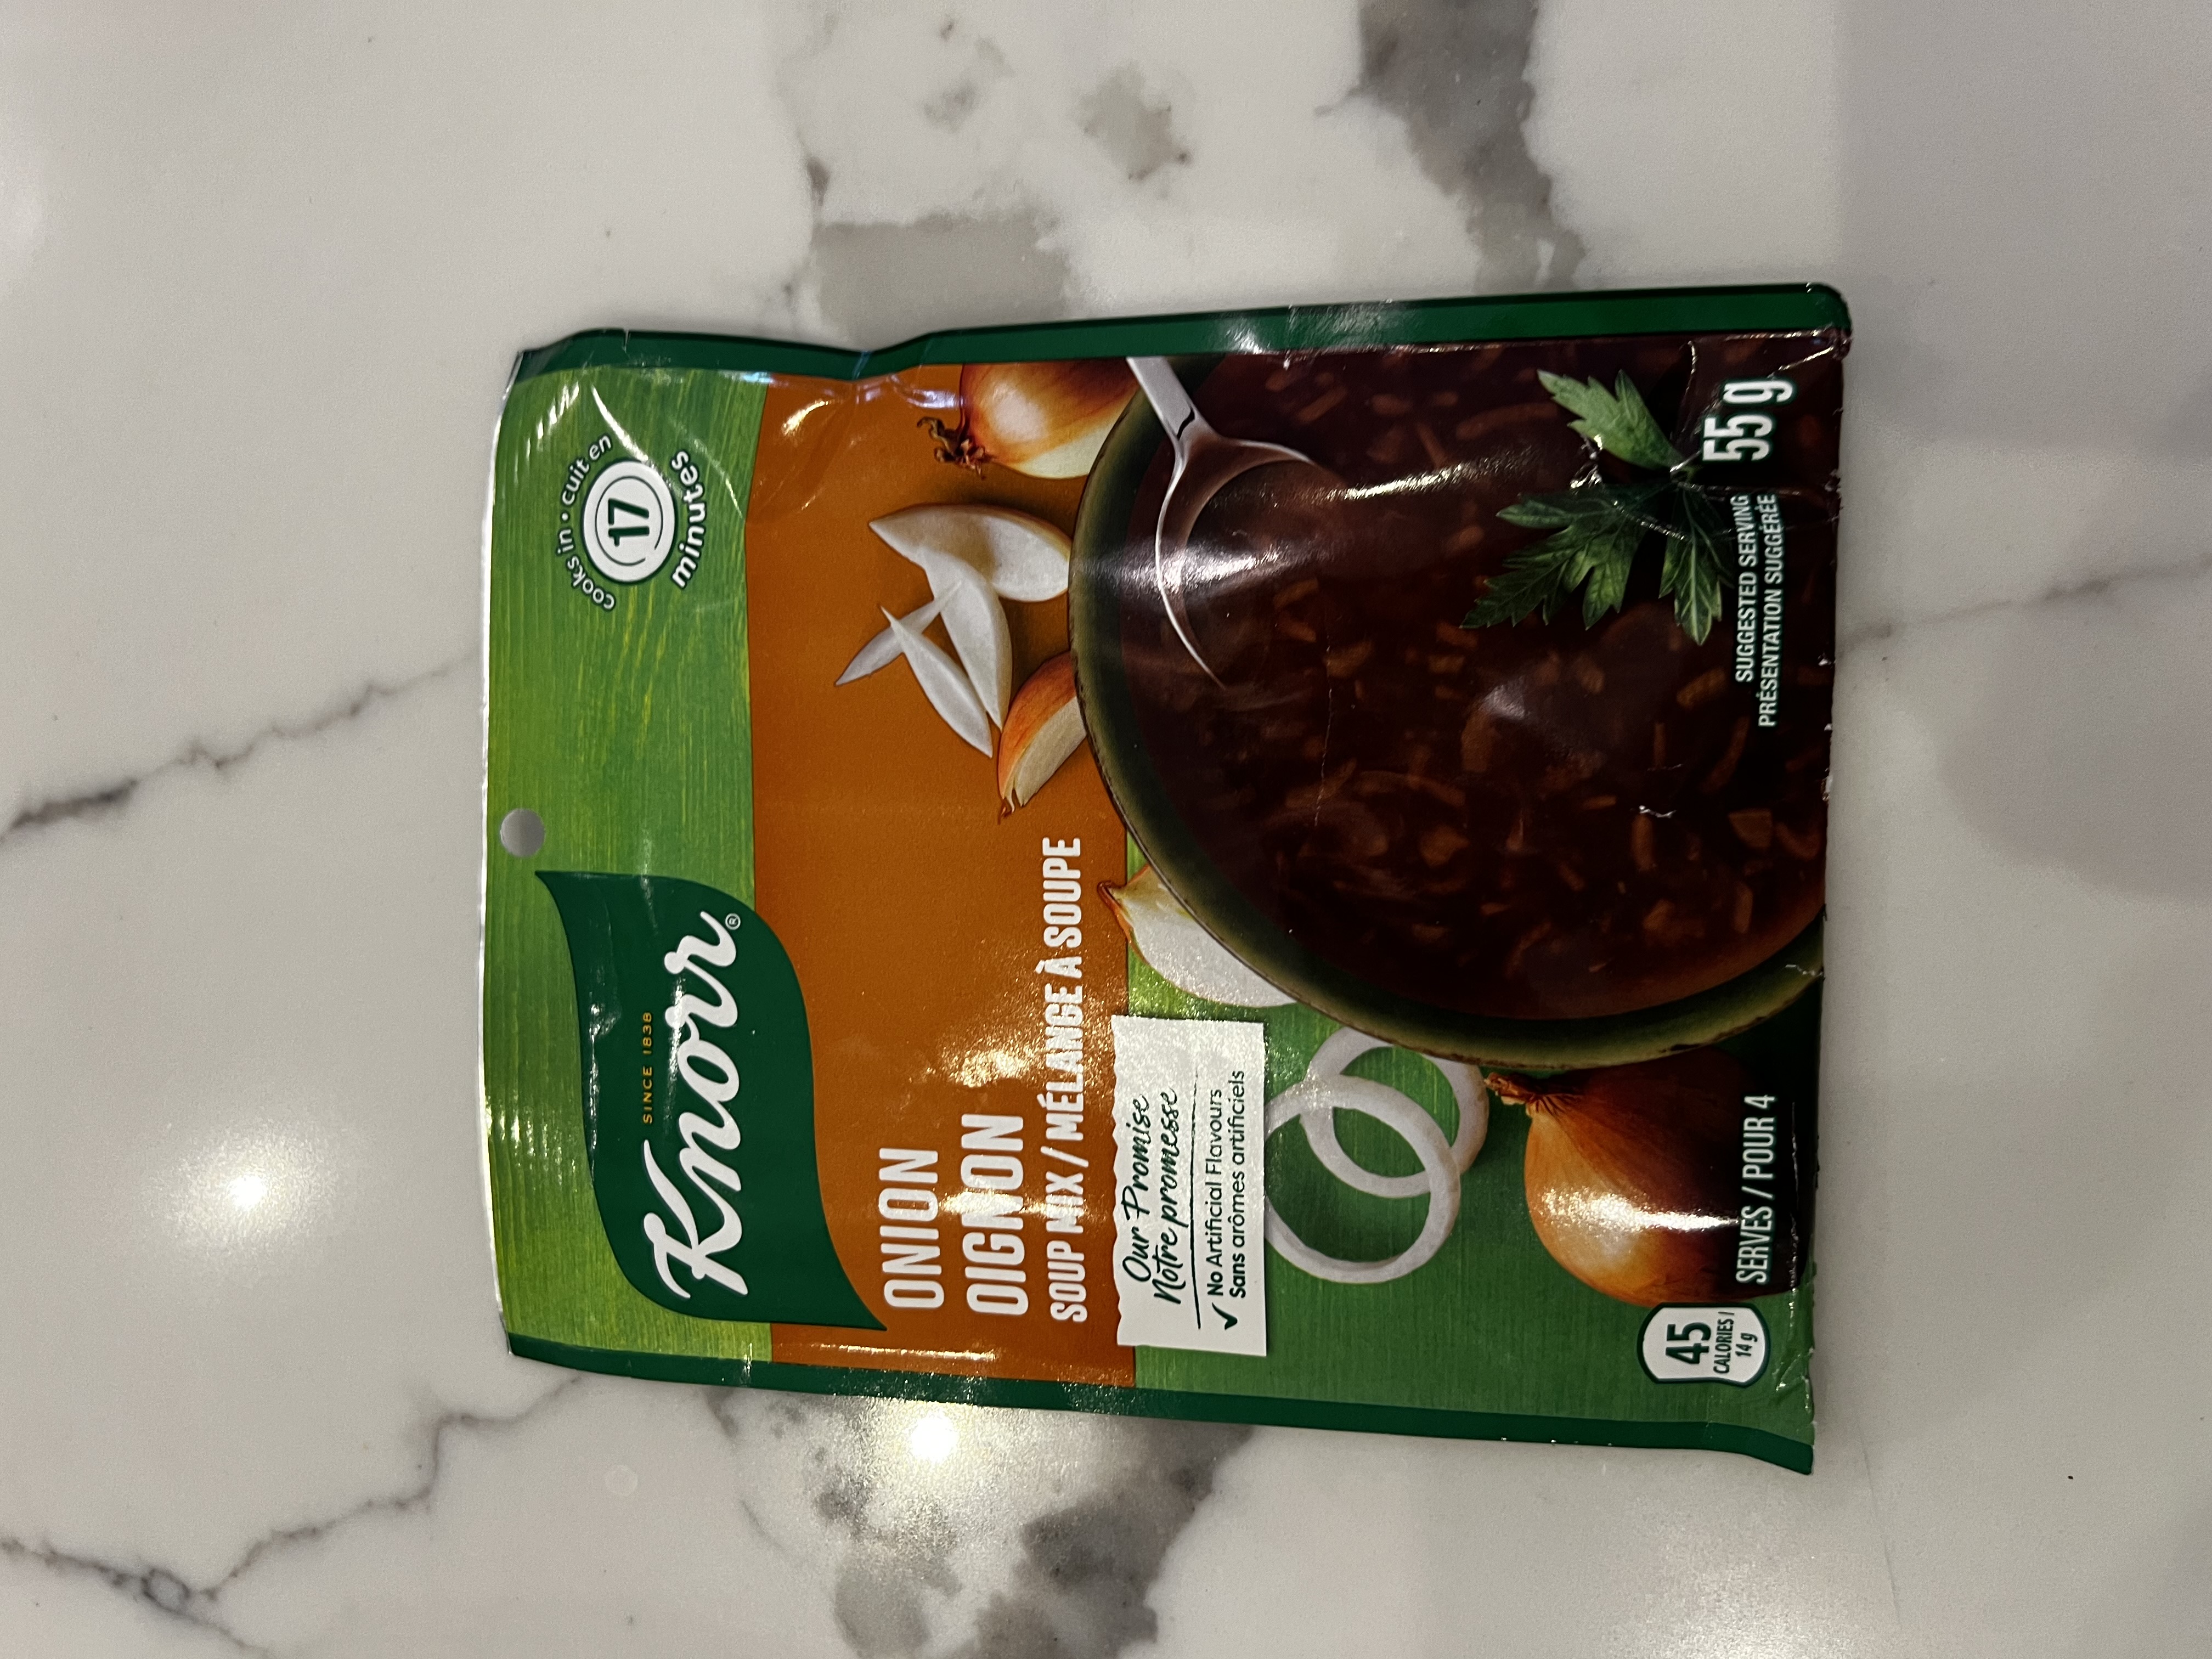 SINCE 1838
Knorr®
cooks in • cuit en
17
minutes
ONION
OIGNON
SOUP MIX / MÉLANGE À SOUPE
Our Promise
Notre promesse
No Artificial Flavours
Sans arômes artificiels
45
CALORIES /
14 g
SERVES / POUR 4
SUGGESTED SERVING
PRÉSENTATION SUGGÉRÉE
55 g